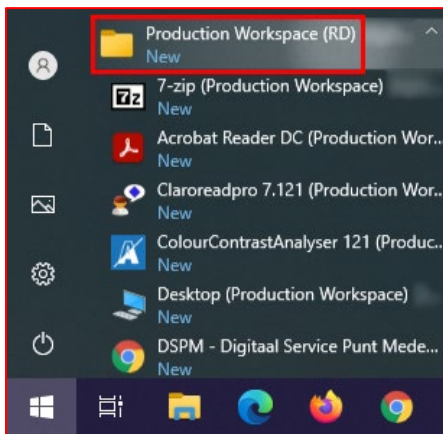 Production Workspace (RD)
New
7z
7-zip (Production Workspace)
New
Acrobat Reader DC (Production Wor...
New
Claroreadpro 7.121 (Production Wor...
New
ColourContrastAnalyser 121 (Produc...
New
Desktop (Production Workspace)
New
DSPM - Digitaal Service Punt Mede...
New